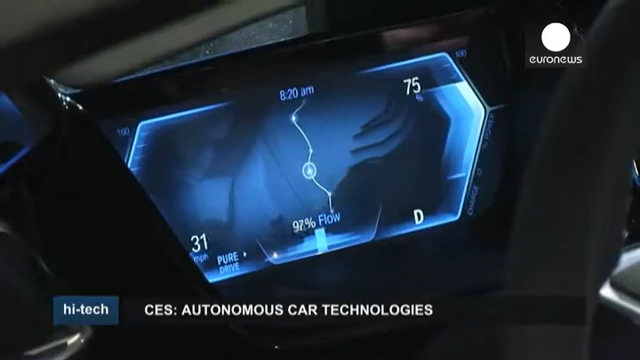 euronews
8:20 am
75
%
100
160
97% Flow
31
mph
PURE
DRIVE
D
CHARGE
POWER
hi-tech
CES: AUTONOMOUS CAR TECHNOLOGIES